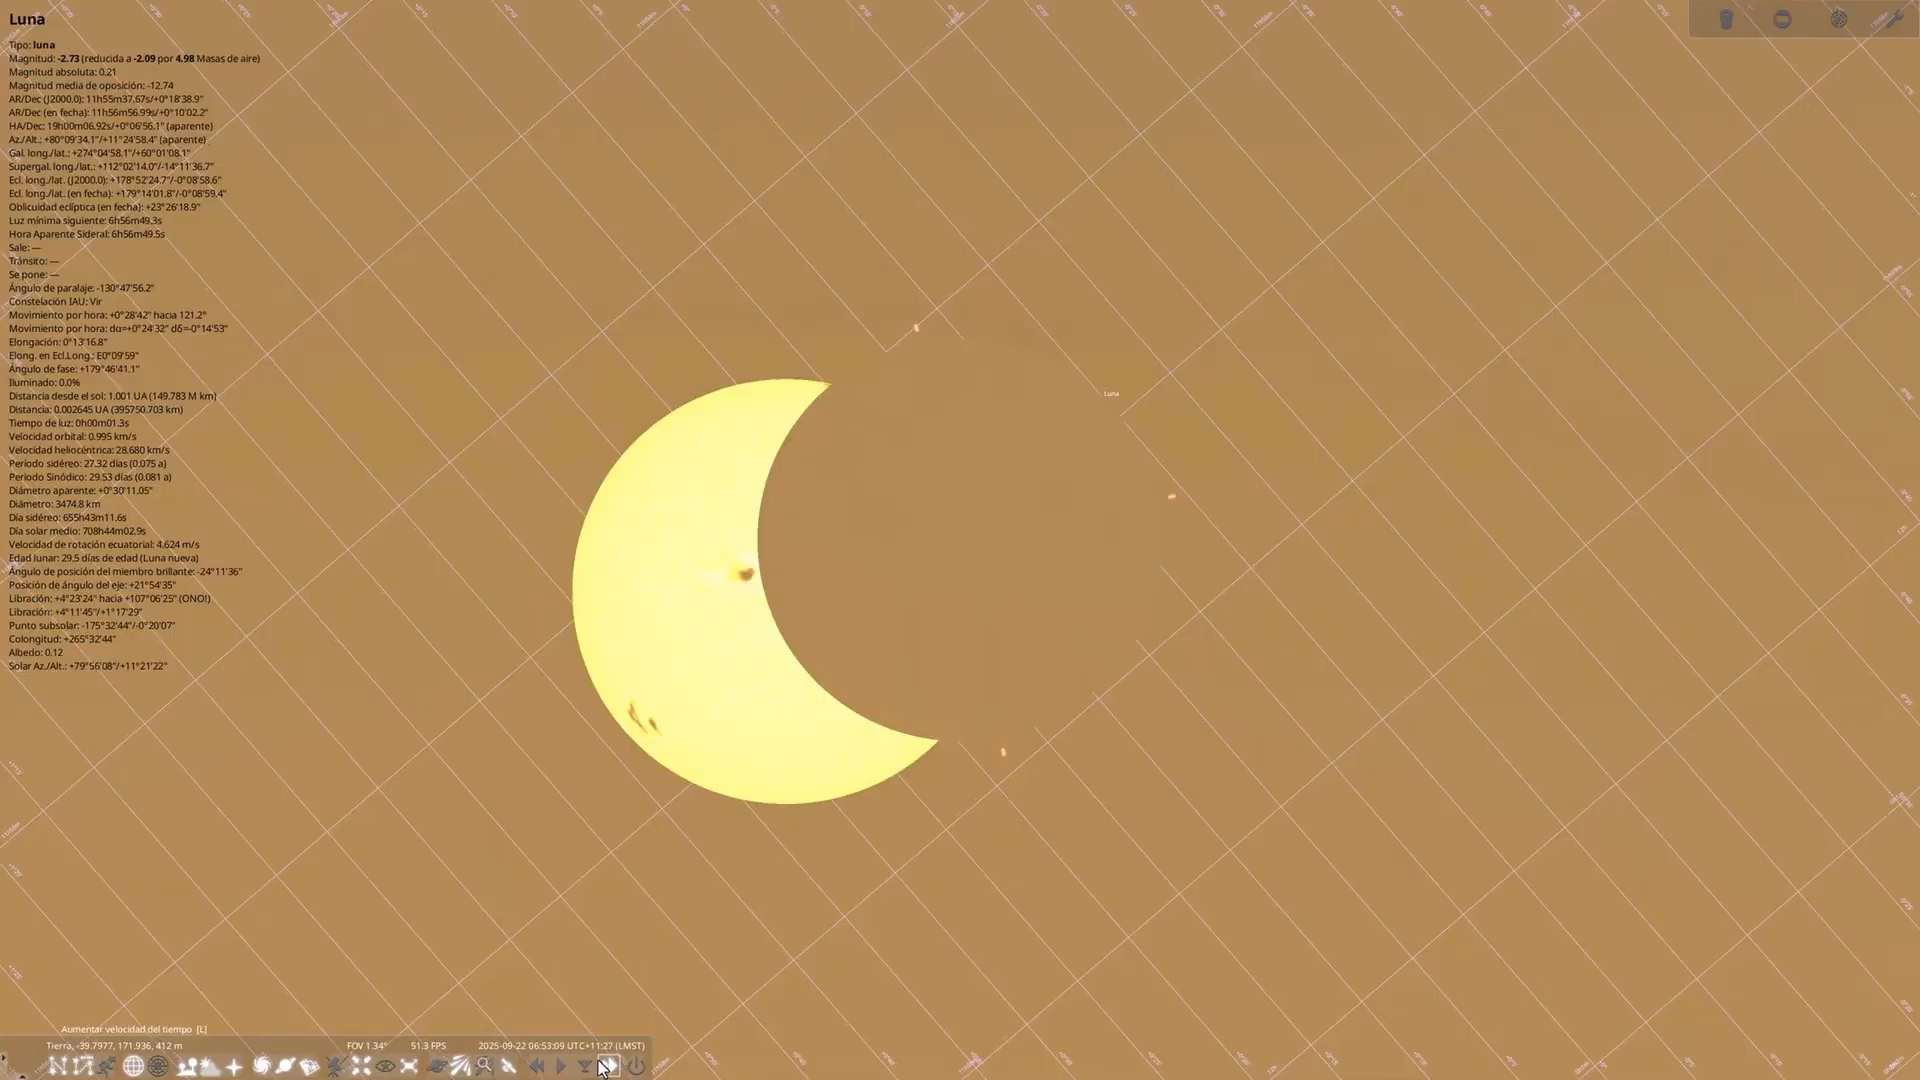 Luna
Tipo: luna
Magnitud: -2.73 (reducida a -2.09 por 4.98 Masas de aire)
Magnitud absoluta: 0.21
Magnitud media de oposición: -12.74
AR/Dec (J2000.0): 11h55m37.67s/+0°18'38.9"
AR/Dec (en fecha): 11h56m56.99s/+0°10'02.2"
HA/Dec: 19h00m06.92s/+0°06'56.1" (aparente)
Az./Alt.: +80°09'34.1"/+11°24'58.4" (aparente)
Gal. long./lat.: +274°04'58.1"/+60°01'08.1"
Supergal. long./lat.: +112°02'14.0"/-14°11'36.7"
Ecl. long./lat. (J2000.0): +178°52'24.7"/-0°08'58.6"
Ecl. long./lat. (en fecha): +179°14'01.8"/-0°08'59.4"
Oblicuidad eclíptica (en fecha): +23°26'18.9"
Luz mínima siguiente: 6h56m49.3s
Hora Aparente Sideral: 6h56m49.5s
Sale: —
Tránsito: —
Se pone: —
Ángulo de paralaje: -130°47'56.2"
Constelación IAU: Vir
Movimiento por hora: +0°28'42" hacia 121.2°
Movimiento por hora: dα=+0°24'32" dδ=-0°14'53"
Elongación: 0°13'16.8"
Elong. en Ecl.Long.: E0°09'59"
Ángulo de fase: +179°46'41.1"
Iluminado: 0.0%
Distancia desde el sol: 1.001 UA (149.783 M km)
Distancia: 0.002645 UA (395750.703 km)
Tiempo de luz: 0h00m01.3s
Velocidad orbital: 0.995 km/s
Velocidad heliocéntrica: 28.680 km/s
Período sidéreo: 27.32 días (0.075 a)
Periodo Sinódico: 29.53 días (0.081 a)
Diámetro aparente: +0°30'11.05"
Diámetro: 3474.8 km
Día sidéreo: 655h43m11.6s
Día solar medio: 708h44m02.9s
Velocidad de rotación ecuatorial: 4.624 m/s
Edad lunar: 29.5 días de edad (Luna nueva)
Ángulo de posición del miembro brillante: -24°11'36"
Posición de ángulo del eje: +21°54'35"
Libración: +4°23'24" hacia +107°06'25" (ONO!)
Libración: +4°11'45"/+1°17'29"
Punto subsolar: -175°32'44"/-0°20'07"
Colongitud: +265°32'44"
Albedo: 0.12
Solar Az./Alt.: +79°56'08"/+11°21'22"
Luna
Aumentar velocidad del tiempo [L]
Tierra, -39.7977, 171.936, 412 m FOV 1.34° 51.3 FPS 2025-09-22 06:53:09 UTC+11:27 (LMST)